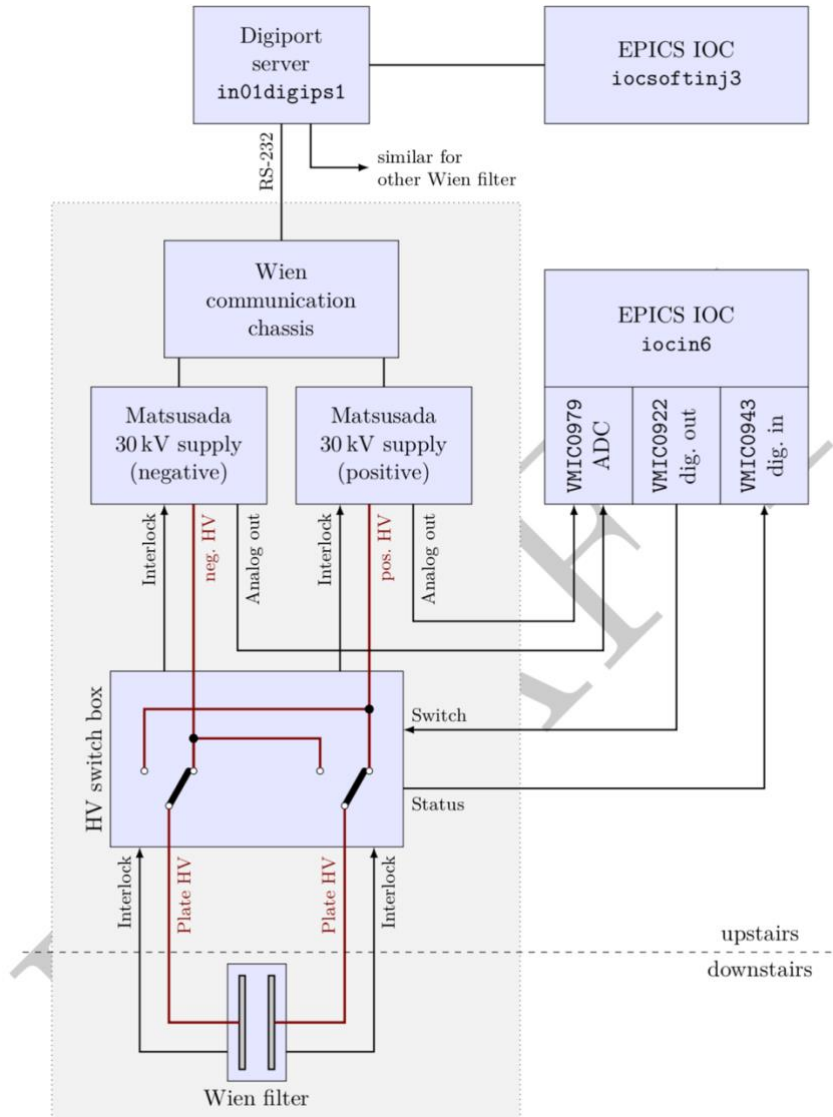 Digiport
server
in01digips1
EPICS IOC
iocsoftinj3
RS-232
similar for
other Wien filter
Wien
communication
chassis
EPICS IOC
iocin6
Matsusada
30 kV supply
(negative)
Matsusada
30 kV supply
(positive)
VMIC0979
ADC
VMIC0922
dig. out
VMIC0943
dig. in
Interlock
neg. HV
Analog out
Interlock
pos. HV
Analog out
HV switch box
Switch
Status
Interlock
Plate HV
Plate HV
Interlock
upstairs
downstairs
Wien filter